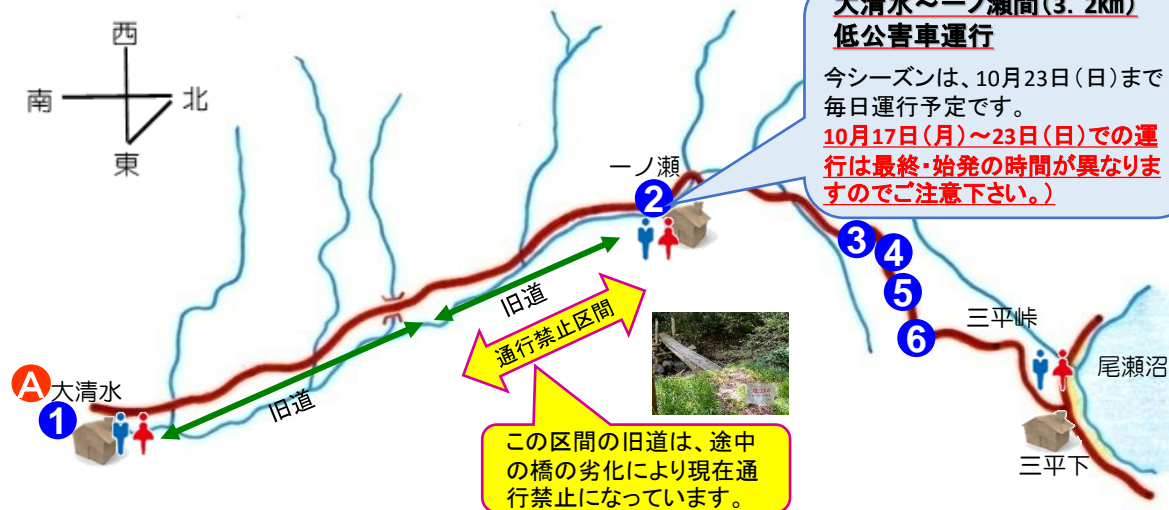 大清水~一ノ瀬間(3.2km)
低公害車運行
今シーズンは、10月23日(日)まで
毎日運行予定です。
10月17日(月)~23日(日)での運
行は最終・始発の時間が異なりま
すのでご注意下さい。)
西
南
北
東
一ノ瀬
2
3
4
5
6
三平峠
尾瀬沼
三平下
旧道
通行禁止区間
旧道
A
大清水
1
この区間の旧道は、途中
の橋の劣化により現在通
行禁止になっています。